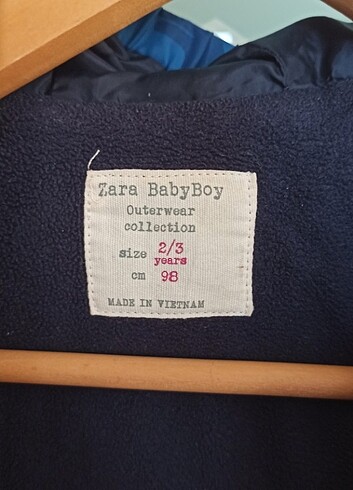 Zara BabyBoy
Outerwear
collection
size 2/3
years
cm 98
MADE IN VIETNAM